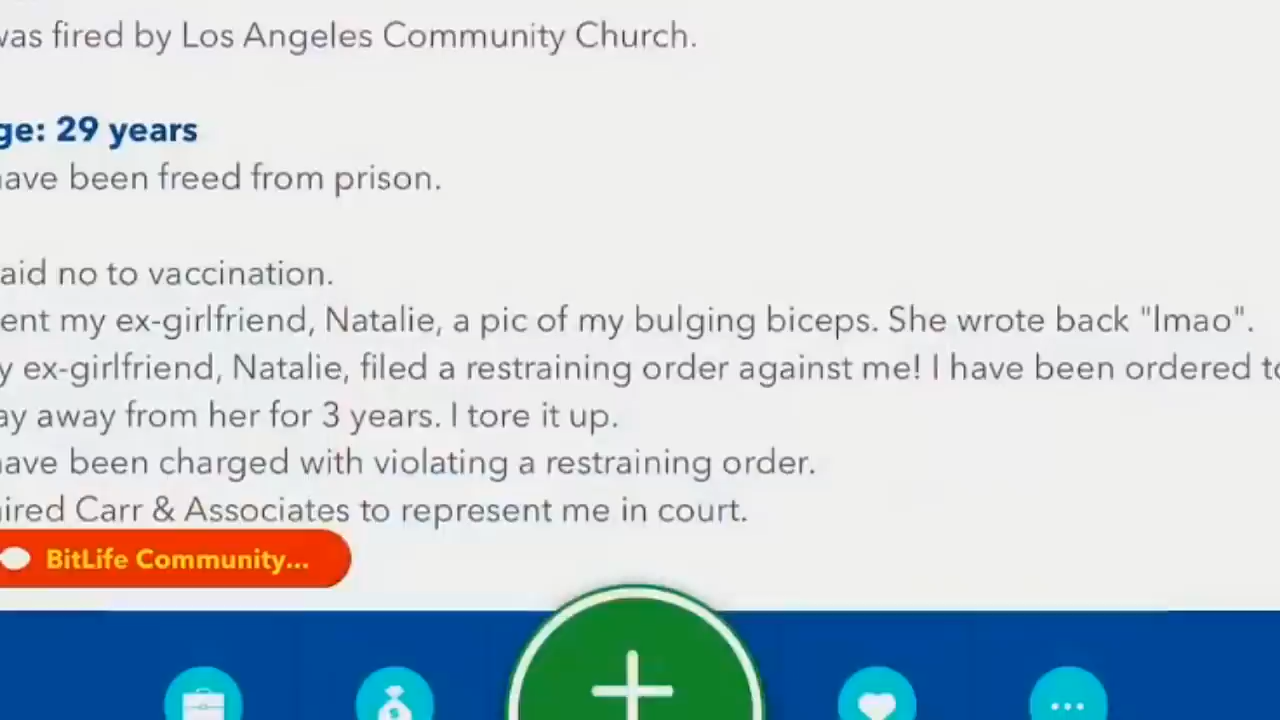 was fired by Los Angeles Community Church.
ge: 29 years
have been freed from prison.
aid no to vaccination.
ent my ex-girlfriend, Natalie, a pic of my bulging biceps. She wrote back "lmao".
y ex-girlfriend, Natalie, filed a restraining order against me! I have been ordered to
ay away from her for 3 years. I tore it up.
have been charged with violating a restraining order.
ired Carr & Associates to represent me in court.
BitLife Community...